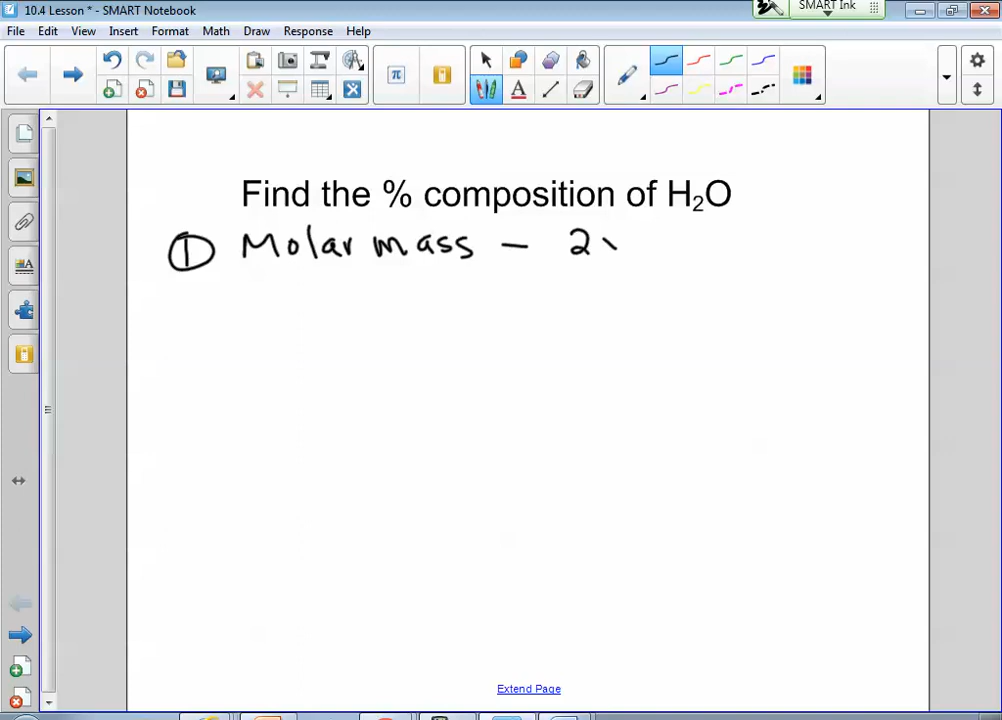 10.4 Lesson * - SMART Notebook
SMART Ink
File Edit View Insert Format Math Draw Response Help
π
A
Find the % composition of H₂O
① Molar mass — 2
Extend Page